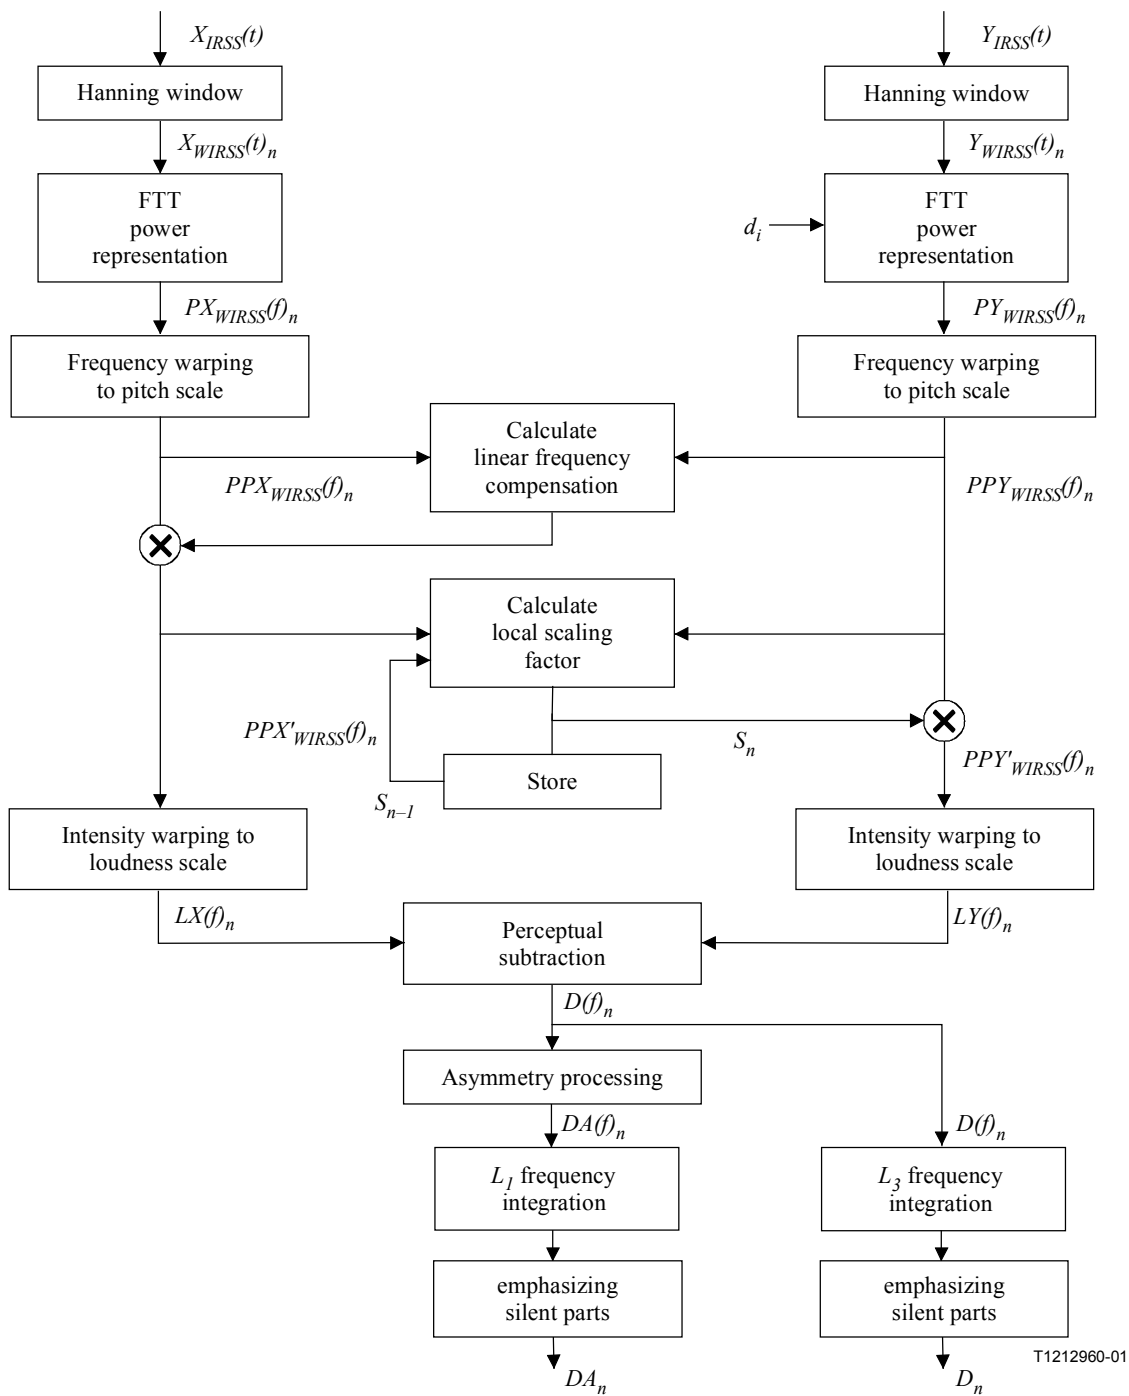 X_IRSS(t)
Y_IRSS(t)
Hanning window
Hanning window
X_WIRSS(t)_n
Y_WIRSS(t)_n
FTT
power
representation
d_i
FTT
power
representation
PX_WIRSS(f)_n
PY_WIRSS(f)_n
Frequency warping
to pitch scale
Frequency warping
to pitch scale
Calculate
linear frequency
compensation
PPX_WIRSS(f)_n
PPY_WIRSS(f)_n
Calculate
local scaling
factor
PPX'_WIRSS(f)_n
S_n
PPY'_WIRSS(f)_n
Store
S_n–1
Intensity warping to
loudness scale
Intensity warping to
loudness scale
LX(f)_n
LY(f)_n
Perceptual
subtraction
D(f)_n
Asymmetry processing
DA(f)_n
D(f)_n
L_1 frequency
integration
L_3 frequency
integration
emphasizing
silent parts
emphasizing
silent parts
T1212960-01
DA_n
D_n